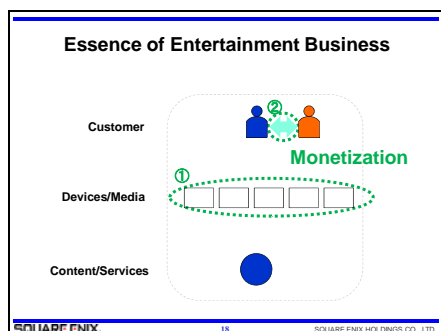 Essence of Entertainment Business
②
Customer
Monetization
①
Devices/Media
Content/Services
SQUARE ENIX.
18
SQUARE ENIX HOLDINGS CO., LTD